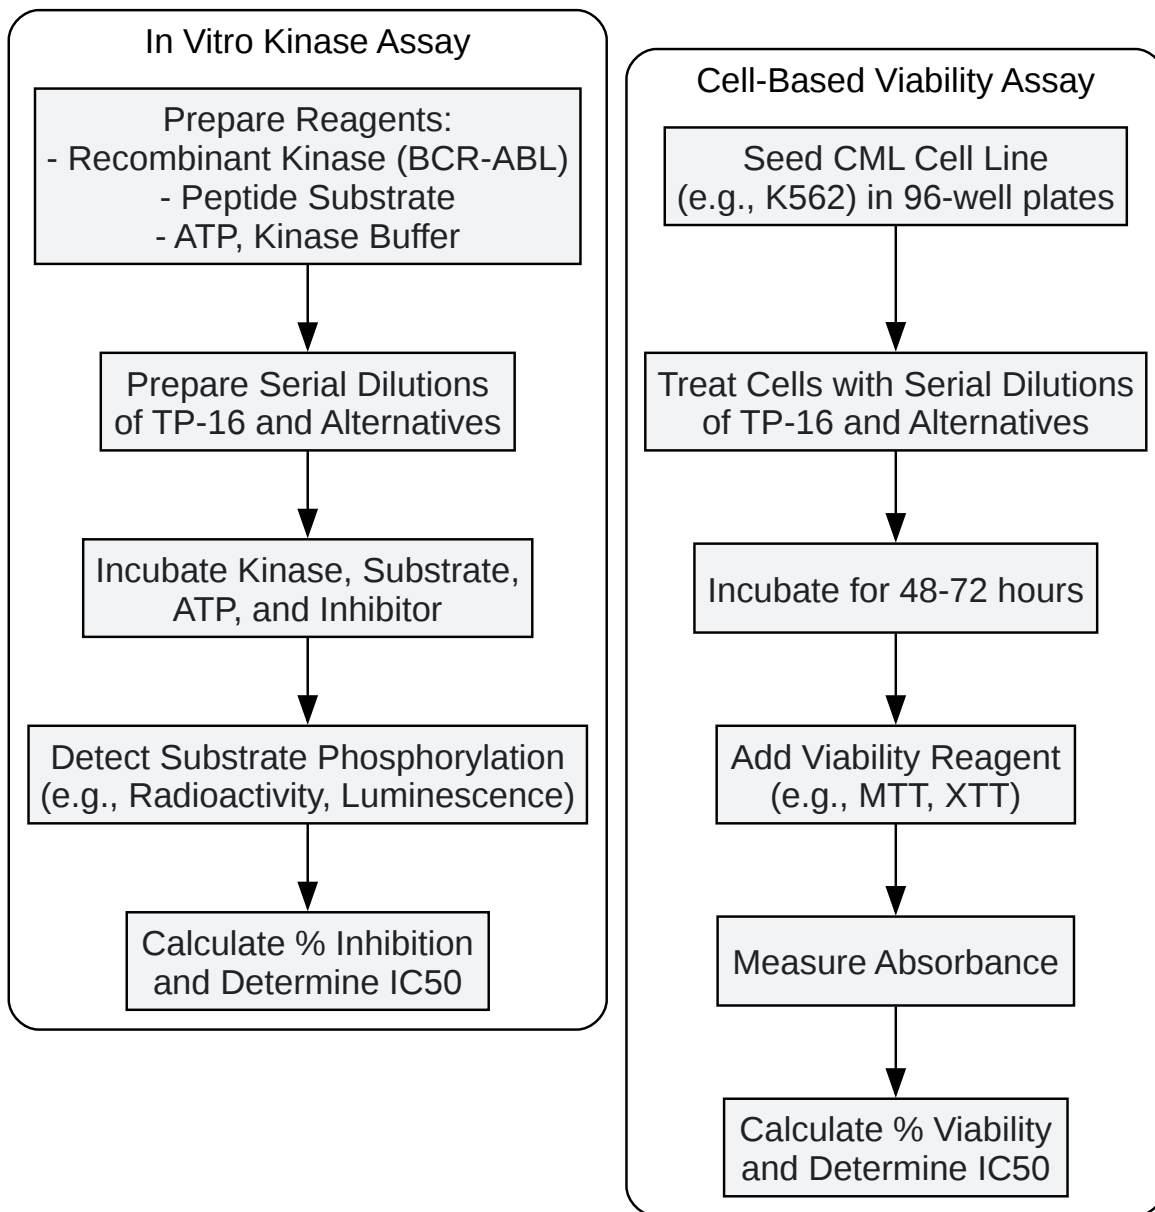 In Vitro Kinase Assay
Prepare Reagents:
- Recombinant Kinase (BCR-ABL)
- Peptide Substrate
- ATP, Kinase Buffer
Prepare Serial Dilutions
of TP-16 and Alternatives
Incubate Kinase, Substrate,
ATP, and Inhibitor
Detect Substrate Phosphorylation
(e.g., Radioactivity, Luminescence)
Calculate % Inhibition
and Determine IC50
Cell-Based Viability Assay
Seed CML Cell Line
(e.g., K562) in 96-well plates
Treat Cells with Serial Dilutions
of TP-16 and Alternatives
Incubate for 48-72 hours
Add Viability Reagent
(e.g., MTT, XTT)
Measure Absorbance
Calculate % Viability
and Determine IC50